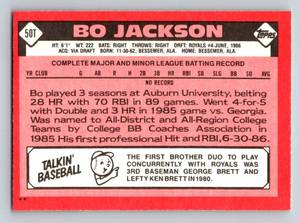 50T
BO JACKSON
TOPPS
HT: 6'1" WT: 222 BATS: RIGHT THROWS: RIGHT DRAFT: ROYALS #4-JUNE, 1986
BORN: 11-30-62, BESSEMER, ALA. HOME: BESSEMER, ALA.
COMPLETE MAJOR AND MINOR LEAGUE BATTING RECORD
YR CLUB G AB R H 2B 3B HR RBI SB SLG BB SO AVG
NO RECORD
Bo played 3 seasons at Auburn University, belting
28 HR with 70 RBI in 89 games. Went 4-for-5
with Double and 3 HR in 1985 game vs. Georgia.
Was named to All-District and All-Region College
Teams by College BB Coaches Association in
1985 His first pro Hit and RBI, 6-30-86.
TALKIN'
BASEBALL
THE FIRST BROTHER DUO TO PLAY
CONCURRENTLY WITH ROYALS WAS
3RD BASEMAN GEORGE BRETT AND
LEFTY KEN BRETT IN 1980.